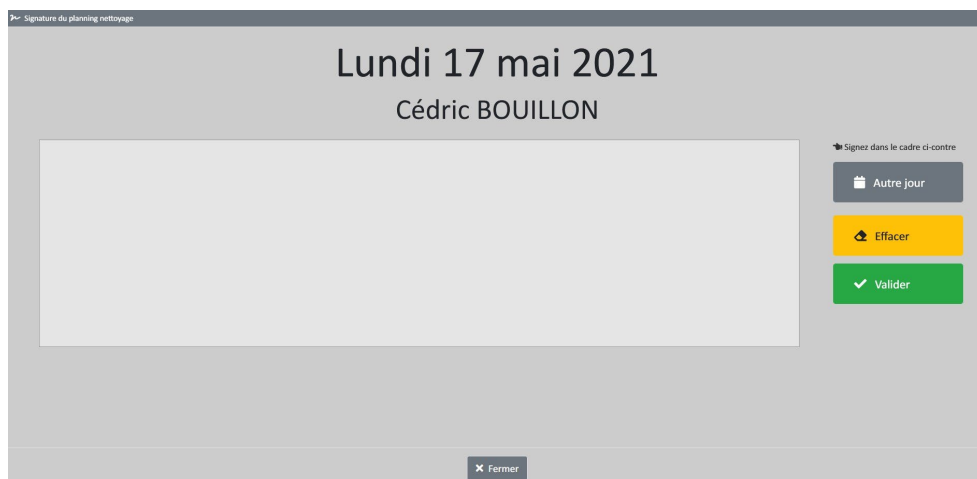 Signature du planning nettoyage
Lundi 17 mai 2021
Cédric BOUILLON
Signez dans le cadre ci-contre
Autre jour
Effacer
Valider
Fermer